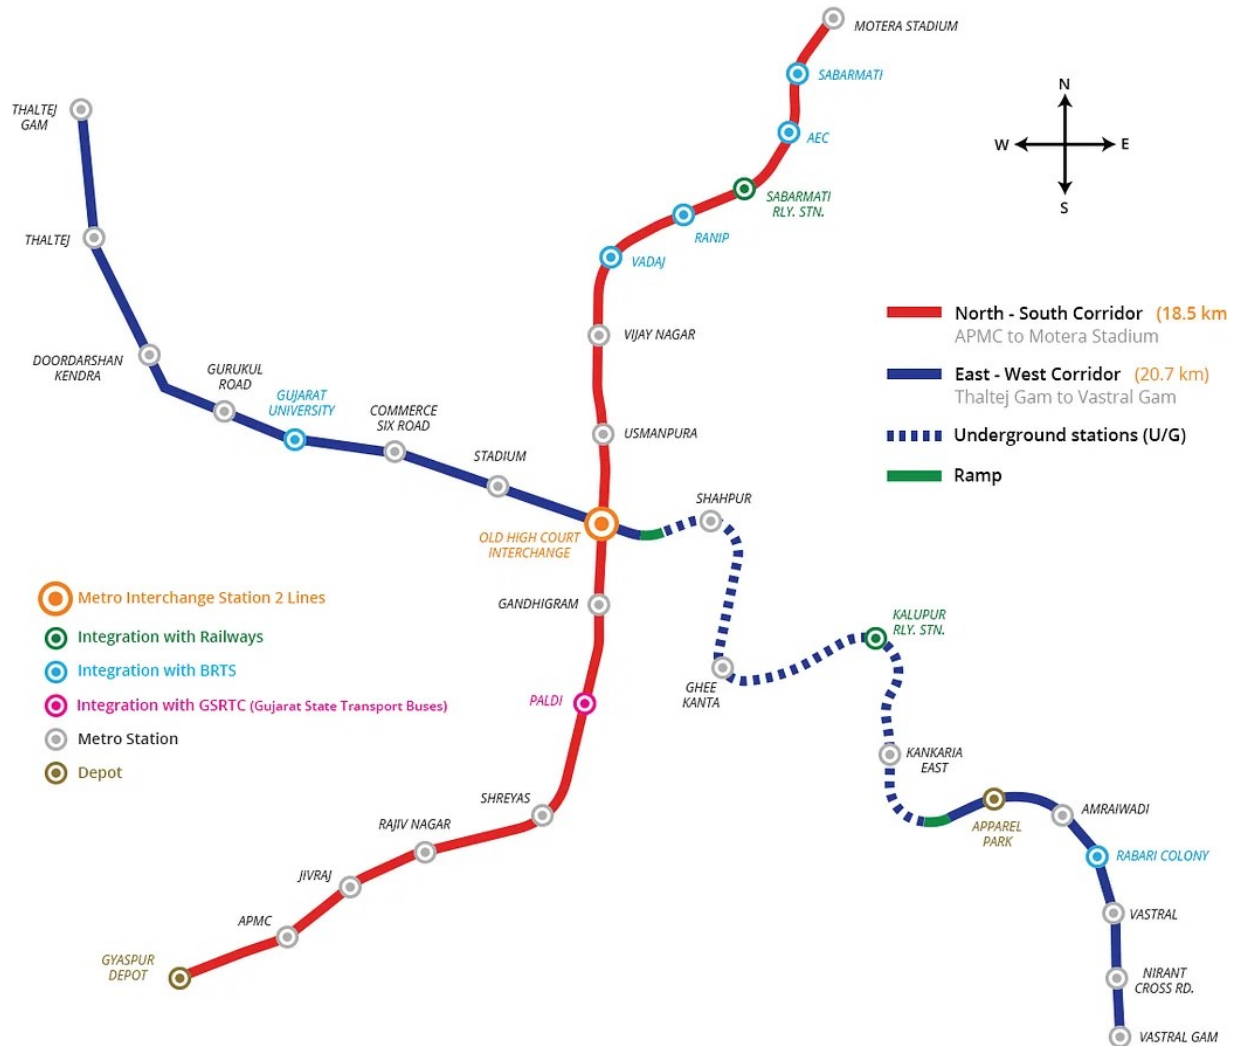 MOTERA STADIUM
SABARMATI
AEC
SABARMATI
RLY. STN.
RANIP
VADAJ
VIJAY NAGAR
USMANPURA
THALTEJ
GAM
THALTEJ
DOORDARSHAN
KENDRA
GURUKUL
ROAD
GUJARAT
UNIVERSITY
COMMERCE
SIX ROAD
STADIUM
OLD HIGH COURT
INTERCHANGE
SHAHPUR
GHEE
KANTA
KALUPUR
RLY. STN.
KANKARIA
EAST
APPAREL
PARK
AMRAIWADI
RABARI COLONY
VASTRAL
NIRANT
CROSS RD.
VASTRAL GAM
GANDHIGRAM
PALDI
SHREYAS
RAJIV NAGAR
JIVRAJ
APMC
GYASPUR
DEPOT
N
W E
S
North - South Corridor (18.5 km
APMC to Motera Stadium
East - West Corridor (20.7 km)
Thaltej Gam to Vastral Gam
Underground stations (U/G)
Ramp
Metro Interchange Station 2 Lines
Integration with Railways
Integration with BRTS
Integration with GSRTC (Gujarat State Transport Buses)
Metro Station
Depot